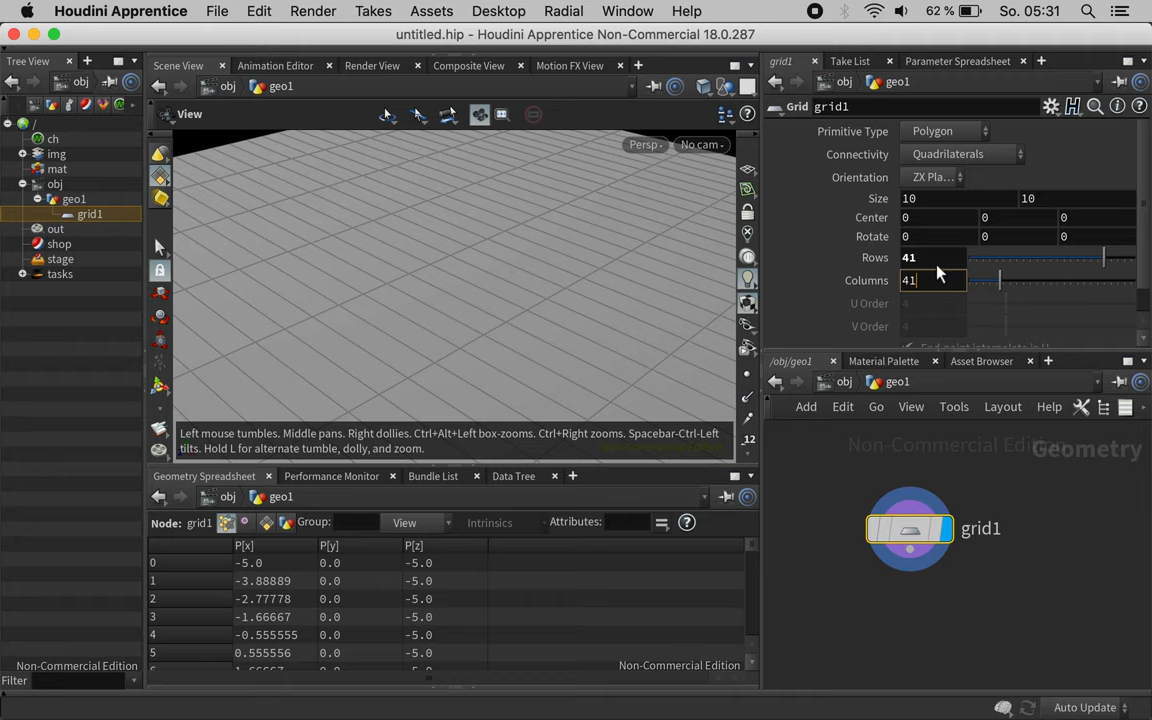 Houdini Apprentice File Edit Render Takes Assets Desktop Radial Window Help 62 % So. 05:31
untitled.hip - Houdini Apprentice Non-Commercial 18.0.287
Tree View
Scene View Animation Editor Render View Composite View Motion FX View
grid1 Take List Parameter Spreadsheet
obj
obj geo1
obj geo1
View
Grid grid1
/
ch
img
mat
obj
geo1
grid1
out
shop
stage
tasks
Persp No cam
Primitive Type Polygon
Connectivity Quadrilaterals
Orientation ZX Pla...
Size 10 10
Center 0 0 0
Rotate 0 0 0
Rows 41
Columns 41
U Order 4
V Order 4
Left mouse tumbles. Middle pans. Right dollies. Ctrl+Alt+Left box-zooms. Ctrl+Right zooms. Spacebar-Ctrl-Left
tilts. Hold L for alternate tumble, dolly, and zoom.
12
/obj/geo1 Material Palette Asset Browser
obj geo1
Add Edit Go View Tools Layout Help
Non-Commercial Edition
Geometry
grid1
Geometry Spreadsheet Performance Monitor Bundle List Data Tree
obj geo1
Node: grid1 Group: View Intrinsics Attributes:
P[x] P[y] P[z]
0 -5.0 0.0 -5.0
1 -3.88889 0.0 -5.0
2 -2.77778 0.0 -5.0
3 -1.66667 0.0 -5.0
4 -0.555555 0.0 -5.0
5 0.555556 0.0 -5.0
Non-Commercial Edition
Non-Commercial Edition
Filter
Auto Update